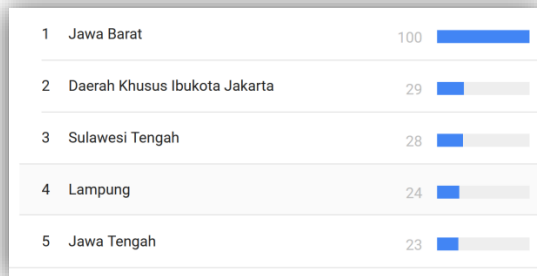 1 Jawa Barat 100
2 Daerah Khusus Ibukota Jakarta 29
3 Sulawesi Tengah 28
4 Lampung 24
5 Jawa Tengah 23